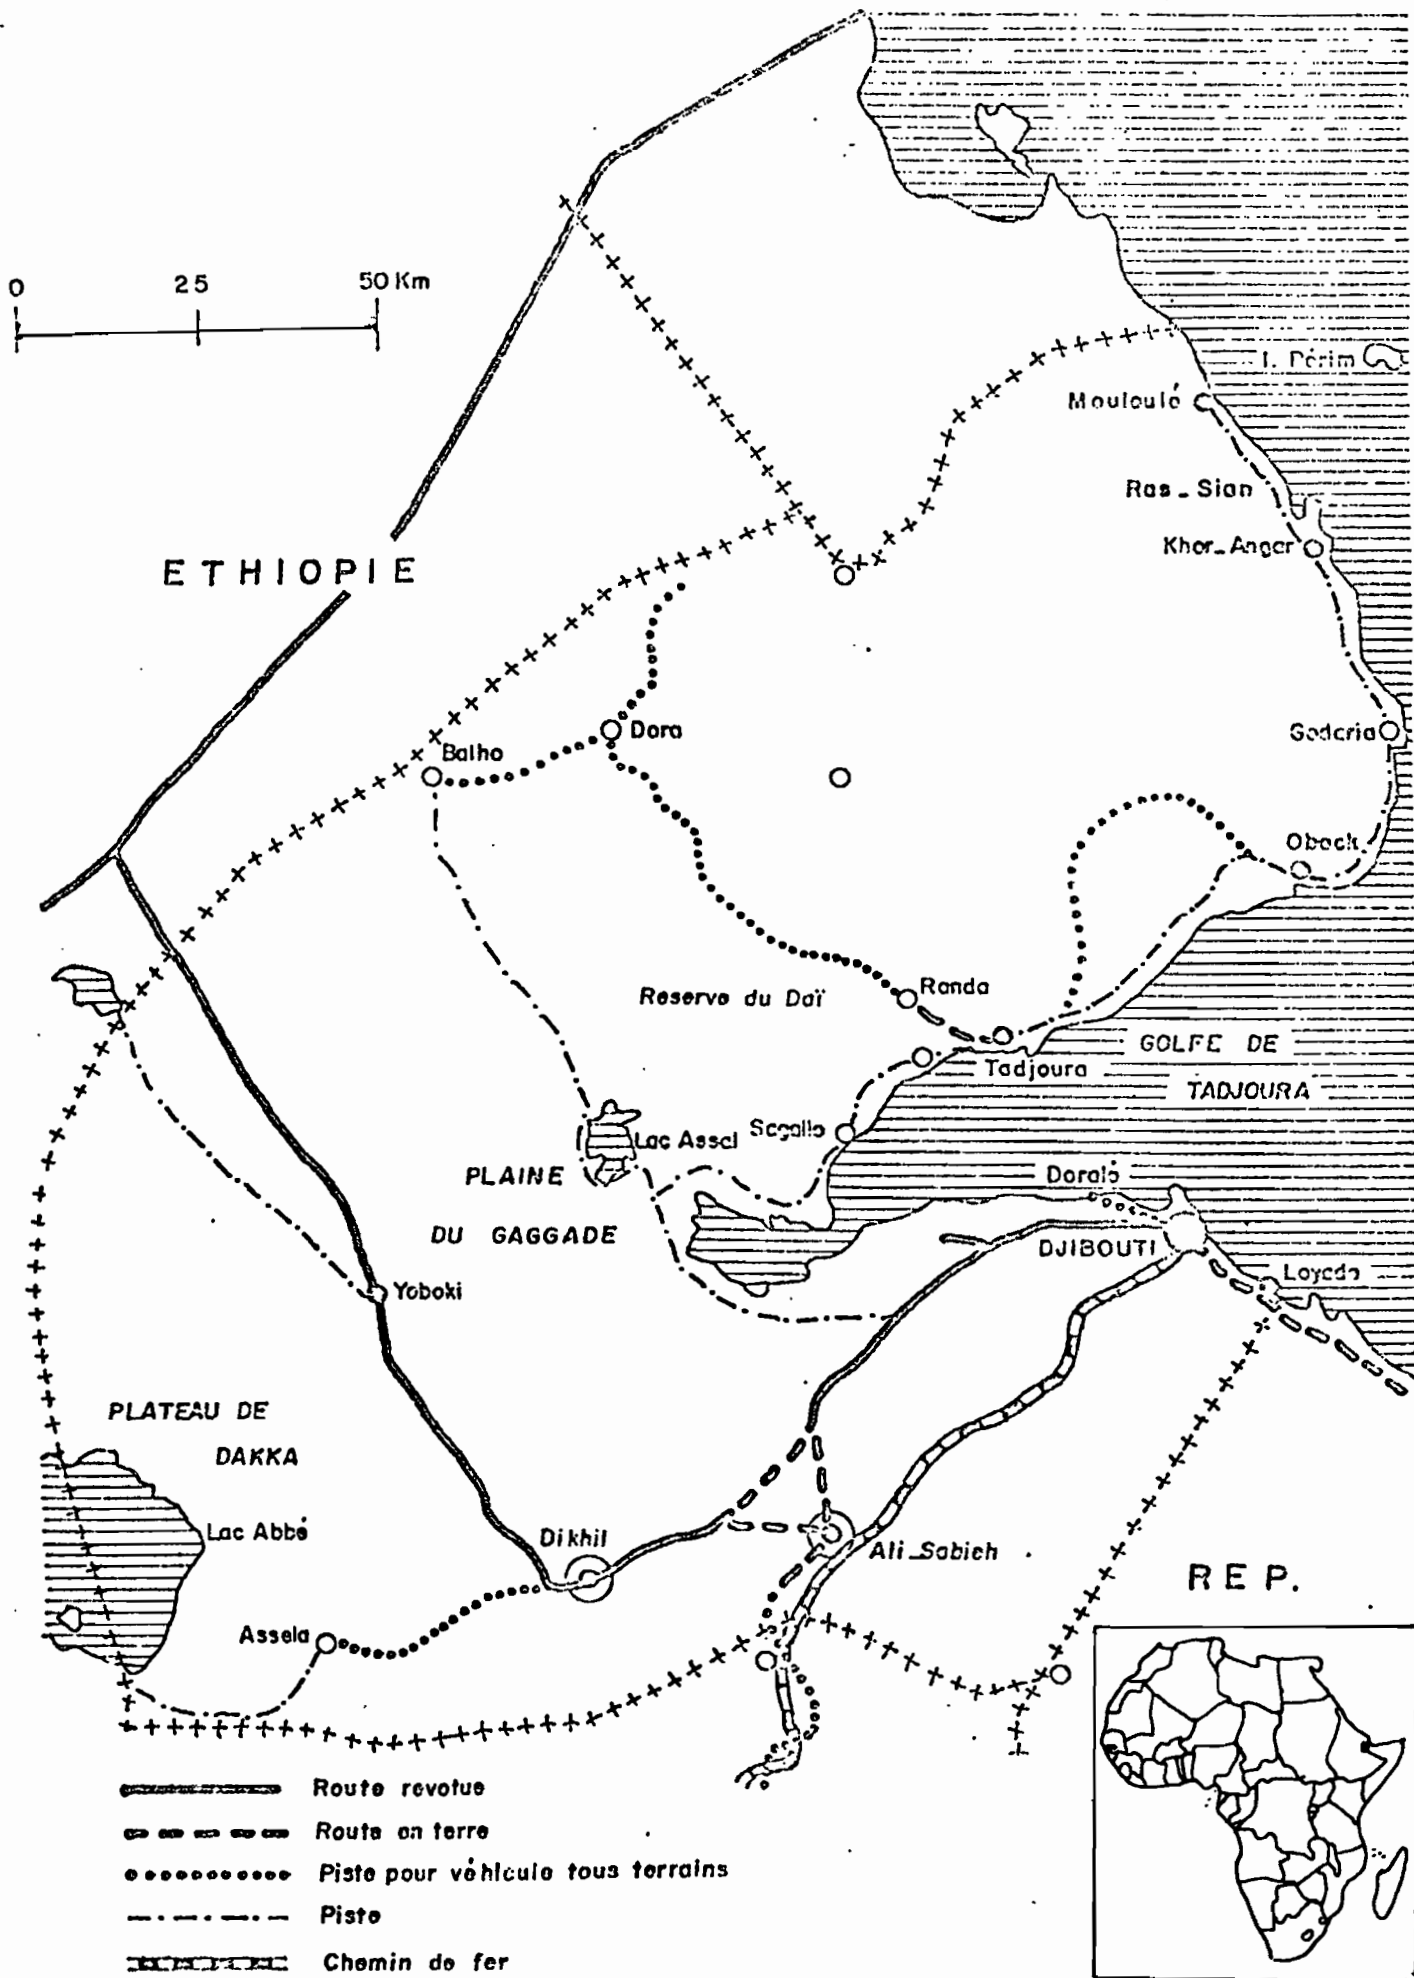 0 25 50 Km
I. Périm
Mouloulé
Ras_Sian
Khor_Angar
ETHIOPIE
Godoria
Dora
Balho
Obock
Randa
Reserve du Daï
GOLFE DE
TADJOURA
Tadjoura
Sagallo
Lac Assal
PLAINE
DU GAGGADE
Doralé
DJIBOUTI
Loyada
Yoboki
PLATEAU DE
DAKKA
Lac Abbé
Dikhil
Ali_Sabieh
REP.
Assela
Route revetue
Route en terre
Piste pour véhicule tous terrains
Piste
Chemin de fer